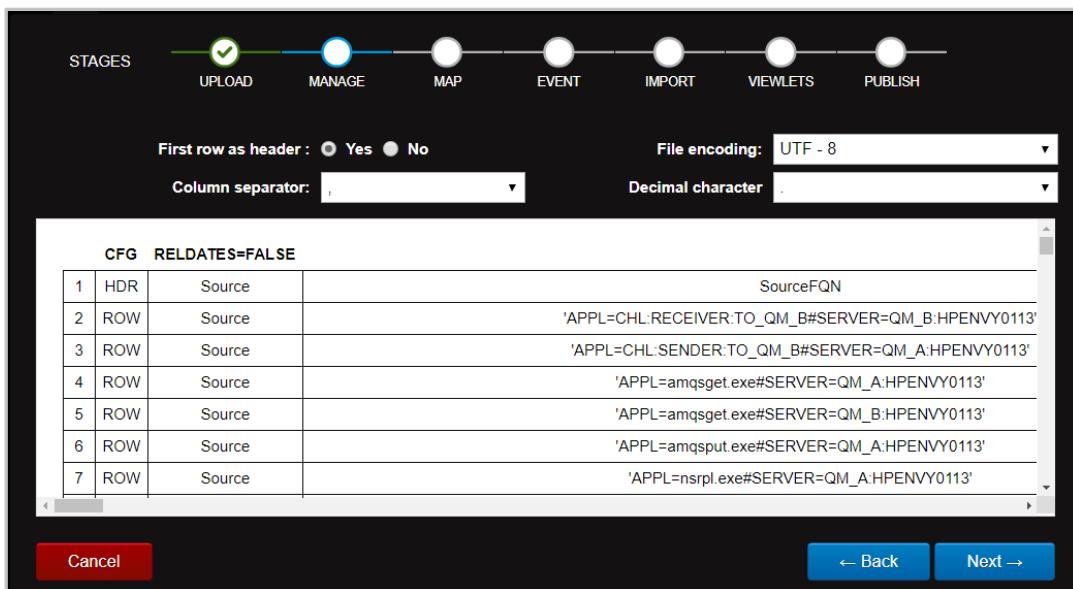 STAGES
UPLOAD MANAGE MAP EVENT IMPORT VIEWLETS PUBLISH
First row as header : Yes No File encoding: UTF - 8
Column separator: , Decimal character .
CFG RELDATES=FALSE
1 HDR Source SourceFQN
2 ROW Source 'APPL=CHL:RECEIVER:TO_QM_B#SERVER=QM_B:HPENVY0113'
3 ROW Source 'APPL=CHL:SENDER:TO_QM_B#SERVER=QM_A:HPENVY0113'
4 ROW Source 'APPL=amqsget.exe#SERVER=QM_A:HPENVY0113'
5 ROW Source 'APPL=amqsget.exe#SERVER=QM_B:HPENVY0113'
6 ROW Source 'APPL=amqsput.exe#SERVER=QM_A:HPENVY0113'
7 ROW Source 'APPL=nsrpl.exe#SERVER=QM_A:HPENVY0113'
Cancel ← Back Next →